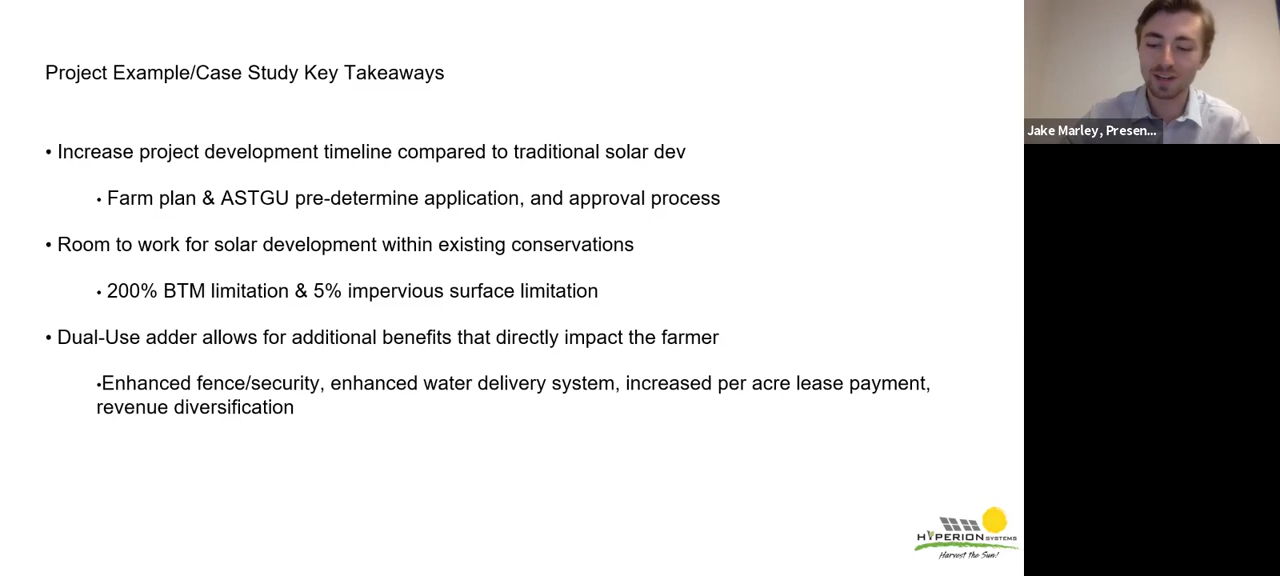 Project Example/Case Study Key Takeaways
• Increase project development timeline compared to traditional solar dev
• Farm plan & ASTGU pre-determine application, and approval process
• Room to work for solar development within existing conservations
• 200% BTM limitation & 5% impervious surface limitation
• Dual-Use adder allows for additional benefits that directly impact the farmer
•Enhanced fence/security, enhanced water delivery system, increased per acre lease payment,
revenue diversification
Jake Marley, Presen...
HYPERION SYSTEMS
Harvest the Sun!